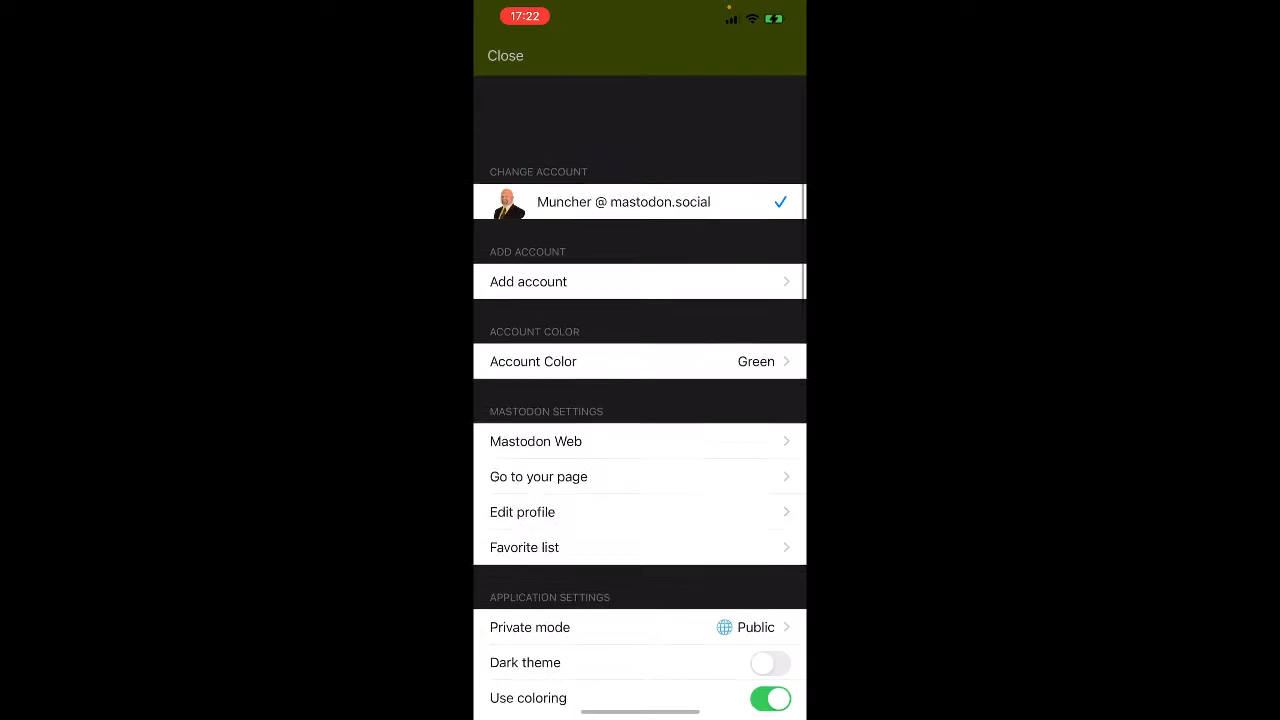 17:22
Close
CHANGE ACCOUNT
Muncher @ mastodon.social
ADD ACCOUNT
Add account
ACCOUNT COLOR
Account Color Green
MASTODON SETTINGS
Mastodon Web
Go to your page
Edit profile
Favorite list
APPLICATION SETTINGS
Private mode Public
Dark theme
Use coloring